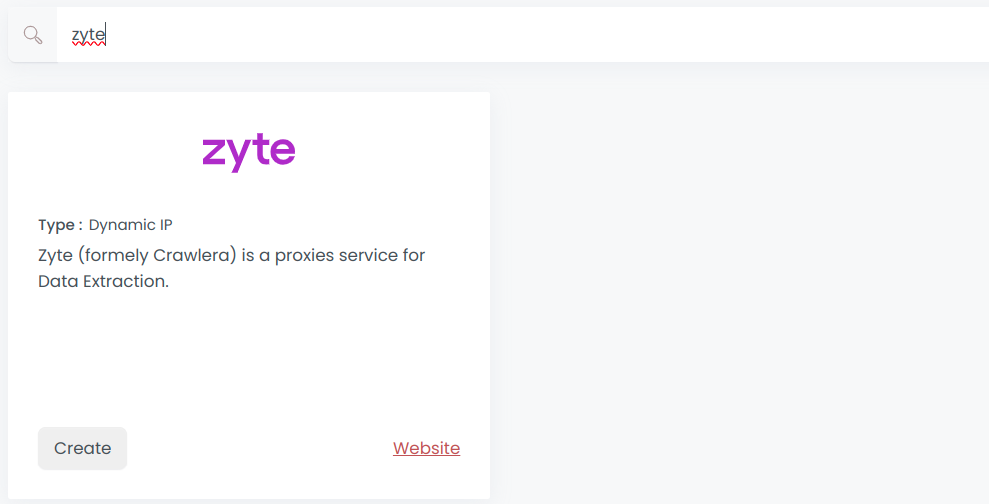 zyte
zyte
Type : Dynamic IP
Zyte (formely Crawlera) is a proxies service for
Data Extraction.
Create Website